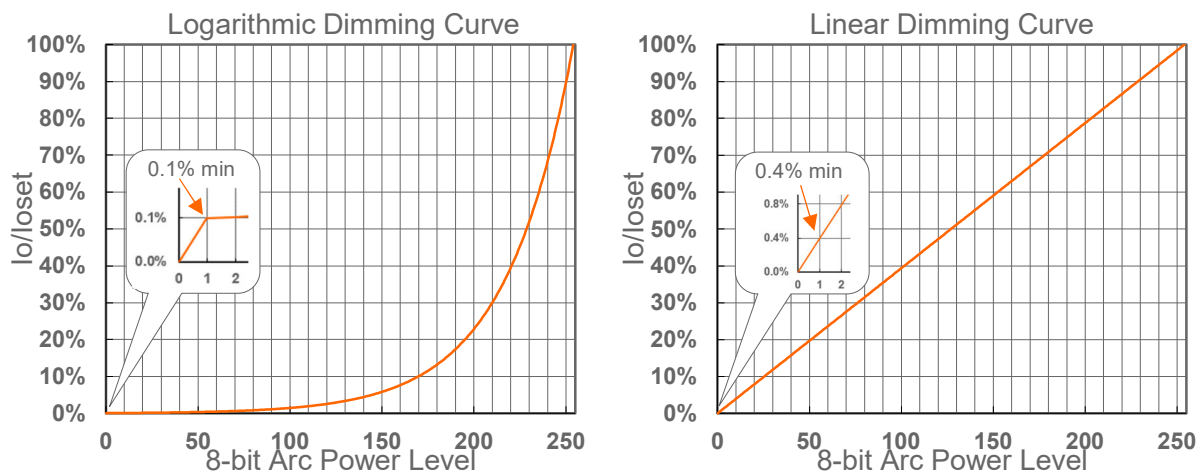 Logarithmic Dimming Curve
100%
90%
80%
70%
60%
50%
40%
30%
20%
10%
0%
Io/Ioset
0.1% min
0.1%
0.0%
0 1 2
0 50 100 150 200 250
8-bit Arc Power Level
Linear Dimming Curve
100%
90%
80%
70%
60%
50%
40%
30%
20%
10%
0%
Io/Ioset
0.4% min
0.8%
0.4%
0.0%
0 1 2
0 50 100 150 200 250
8-bit Arc Power Level